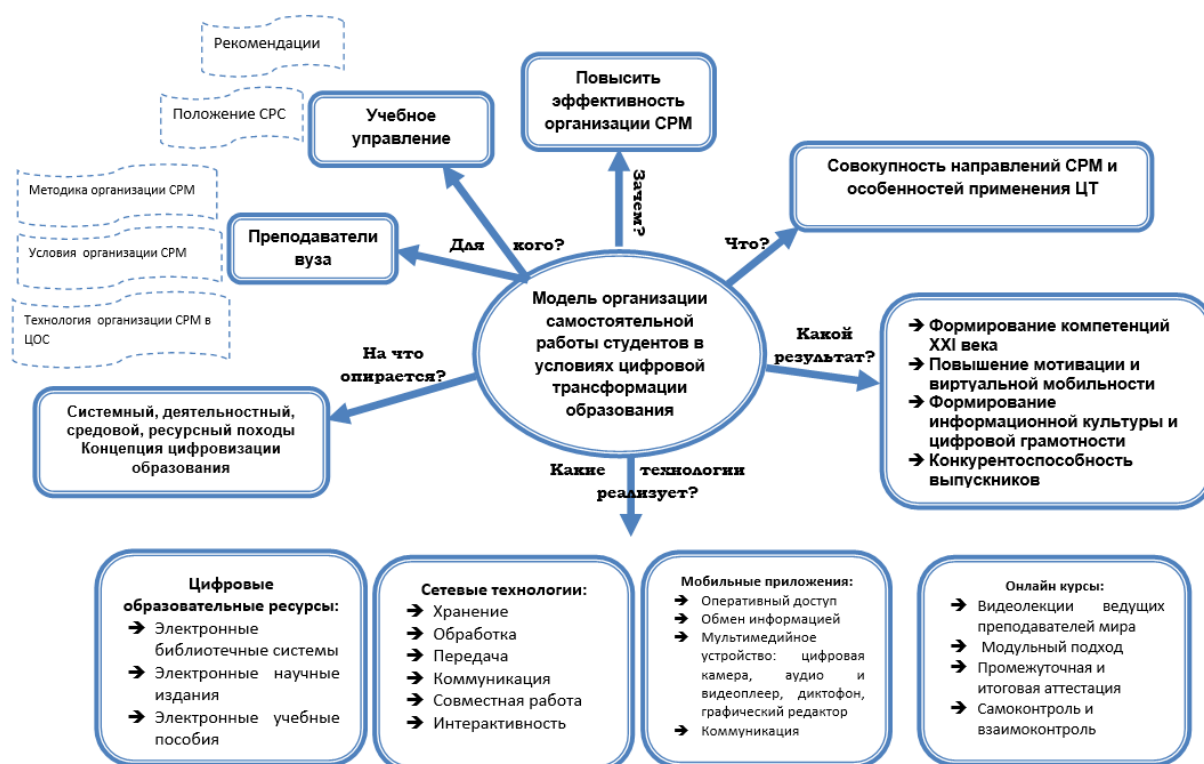 Рекомендации
Положение СРС
Методика организации СРМ
Условия организации СРМ
Технология организации СРМ в
ЦОС
Учебное
управление
Преподаватели
вуза
Для кого?
Повысить
эффективность
организации СРМ
Зачем?
Совокупность направлений СРМ и
особенностей применения ЦТ
Что?
Модель организации
самостоятельной
работы студентов в
условиях цифровой
трансформации
образования
Какой
результат?
➔ Формирование компетенций
XXI века
➔ Повышение мотивации и
виртуальной мобильности
➔ Формирование
информационной культуры и
цифровой грамотности
➔ Конкурентоспособность
выпускников
На что
опирается?
Системный, деятельностный,
средовой, ресурсный походы
Концепция цифровизации
образования
Какие технологии
реализует?
Цифровые
образовательные ресурсы:
➔ Электронные
библиотечные системы
➔ Электронные научные
издания
➔ Электронные учебные
пособия
Сетевые технологии:
➔ Хранение
➔ Обработка
➔ Передача
➔ Коммуникация
➔ Совместная работа
➔ Интерактивность
Мобильные приложения:
➔ Оперативный доступ
➔ Обмен информацией
➔ Мультимедийное
устройство: цифровая
камера, аудио и
видеоплеер, диктофон,
графический редактор
➔ Коммуникация
Онлайн курсы:
➔ Видеолекции ведущих
преподавателей мира
➔ Модульный подход
➔ Промежуточная и
итоговая аттестация
➔ Самоконтроль и
взаимоконтроль